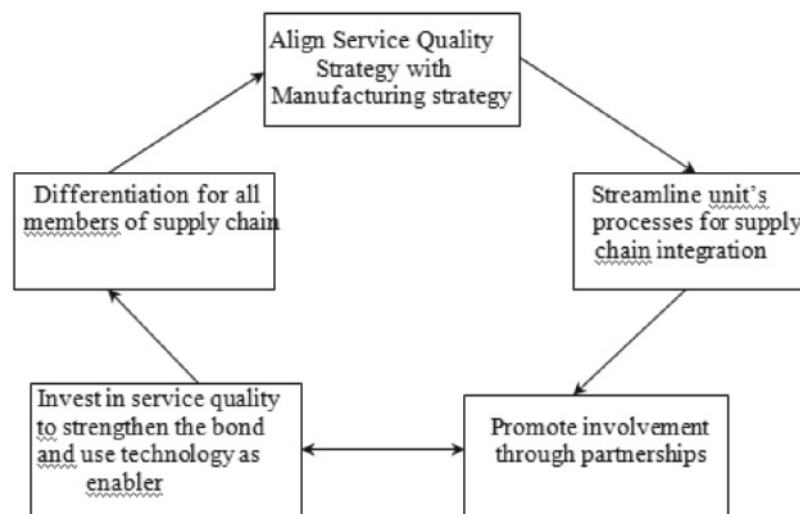 Align Service Quality
Strategy with
Manufacturing strategy
Streamline unit's
processes for supply
chain integration
Promote involvement
through partnerships
Invest in service quality
to strengthen the bond
and use technology as
enabler
Differentiation for all
members of supply chain